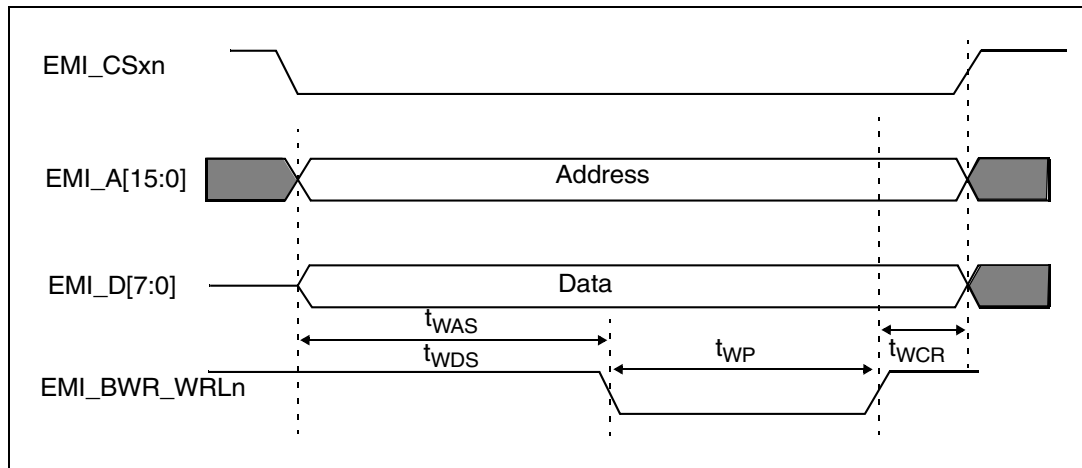 EMI_CSxn
EMI_A[15:0]
Address
EMI_D[7:0]
Data
tWAS
tWDS
tWP
tWCR
EMI_BWR_WRLn